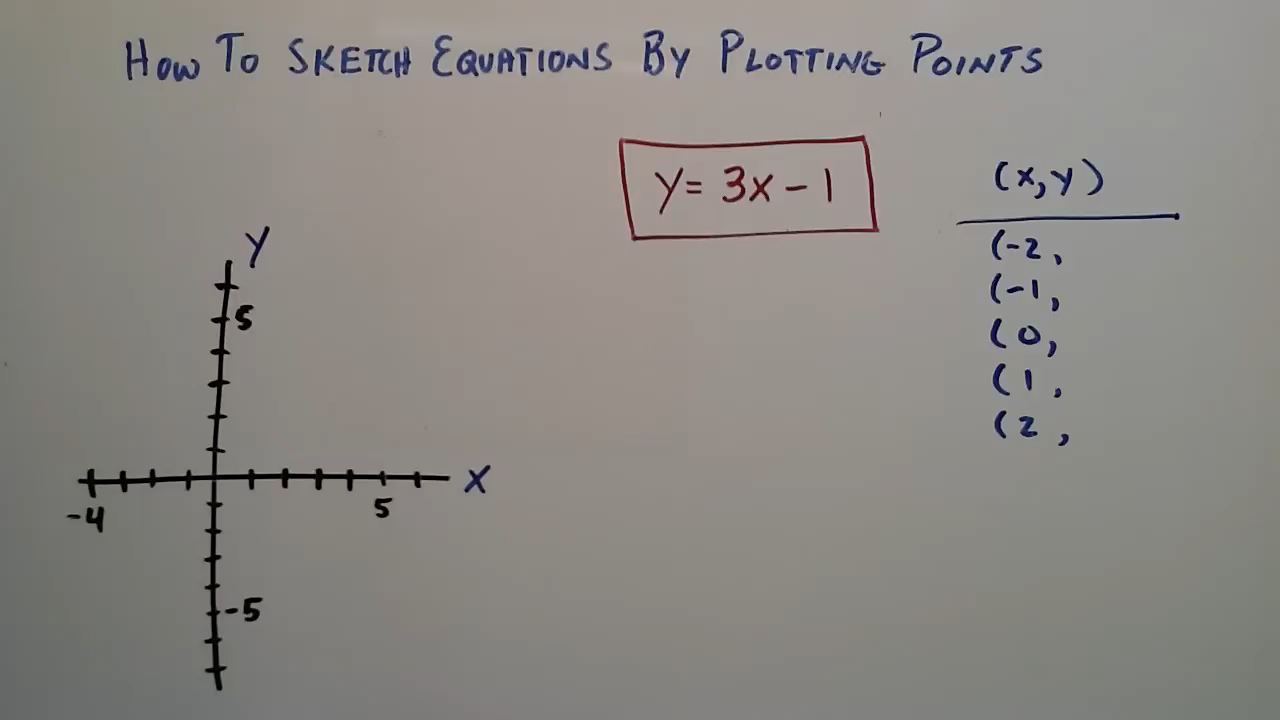 How To Sketch Equations By Plotting Points
y = 3x - 1
(x, y)
(-2,
(-1,
(0,
(1,
(2,
Y
5
X
-4
5
-5